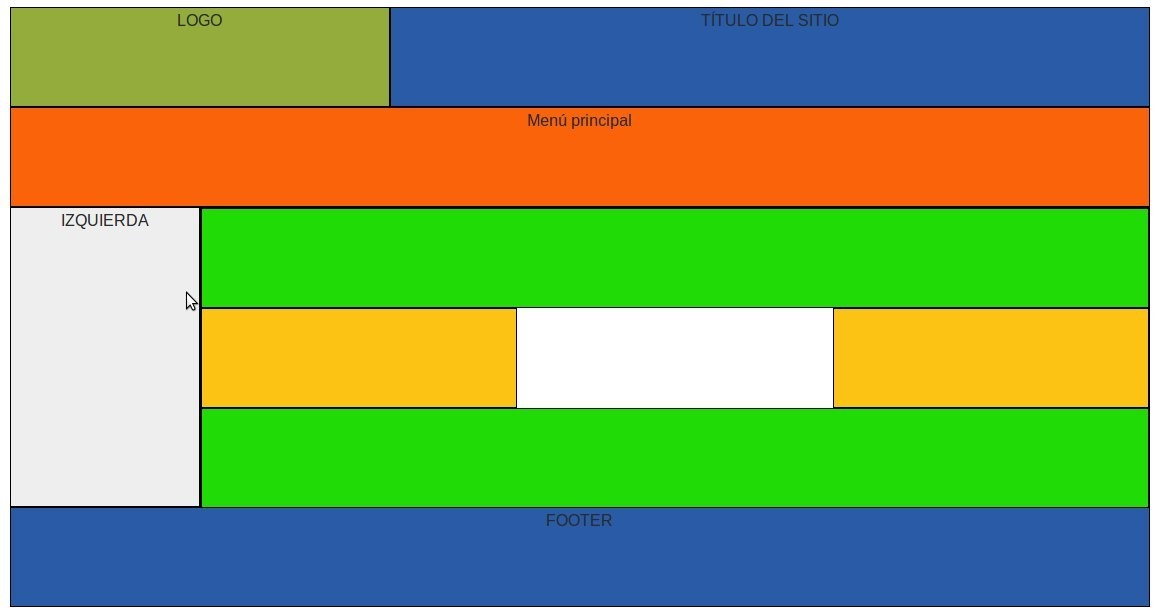 LOGO
TÍTULO DEL SITIO
Menú principal
IZQUIERDA
FOOTER